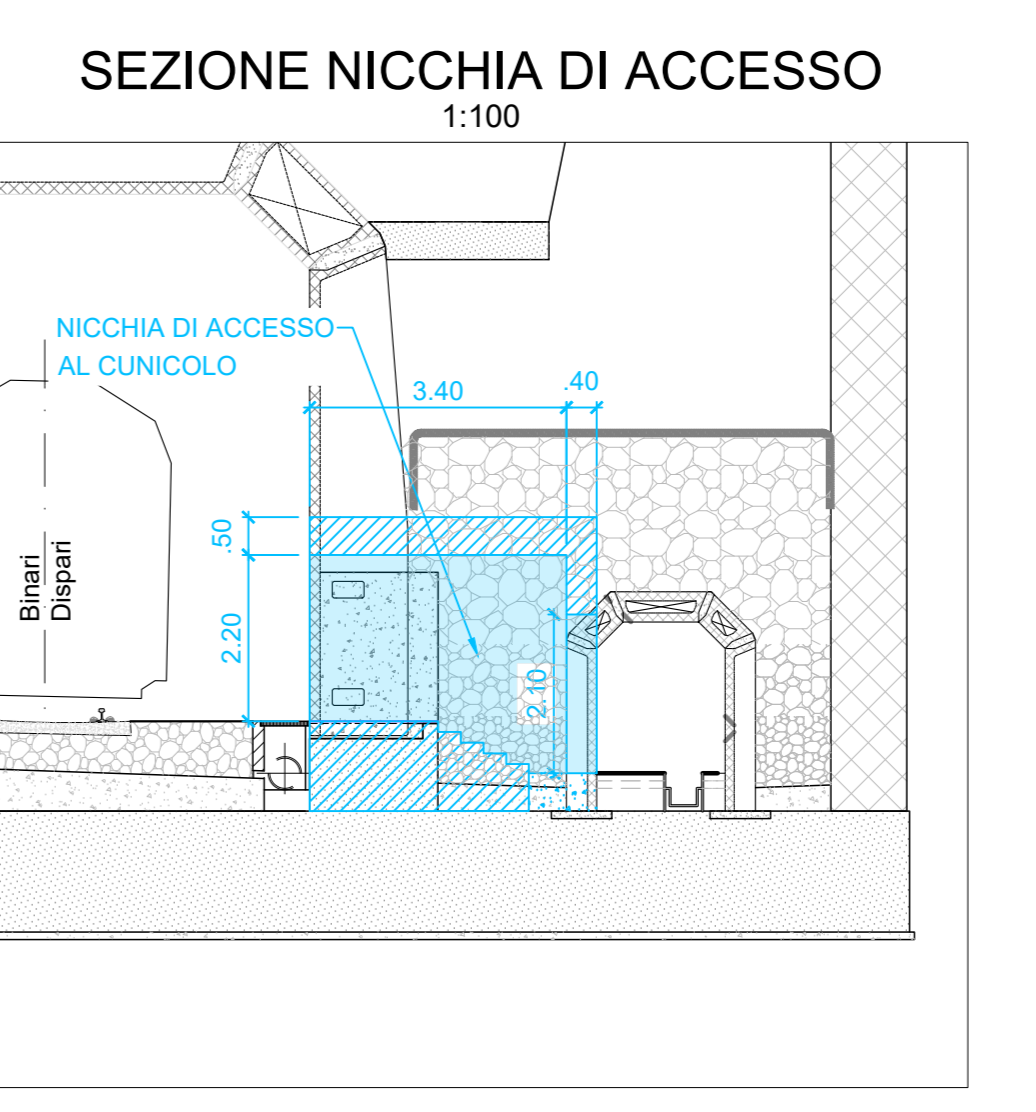 SEZIONE NICCHIA DI ACCESSO
1:100
NICCHIA DI ACCESSO
AL CUNICOLO
3.40
.40
.50
2.20
2.10
Binari
Dispari